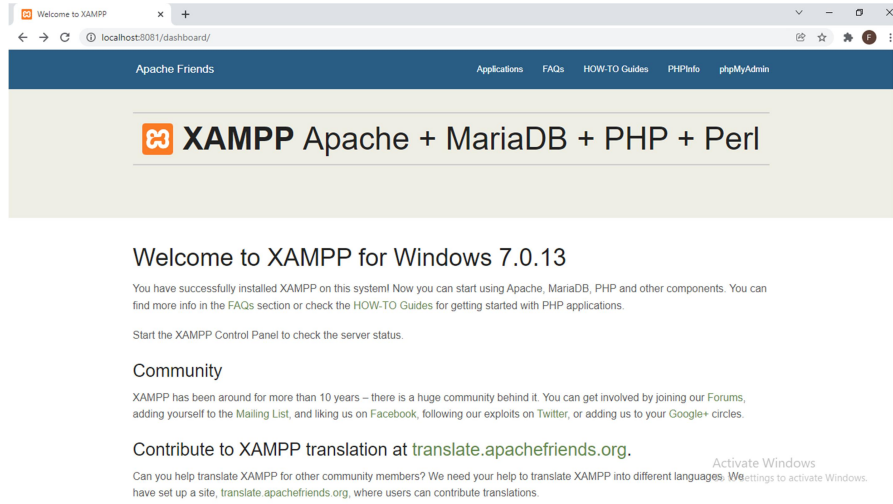 Welcome to XAMPP
localhost:8081/dashboard/
F
Apache Friends
Applications FAQs HOW-TO Guides PHPInfo phpMyAdmin
XAMPP Apache + MariaDB + PHP + Perl
Welcome to XAMPP for Windows 7.0.13
You have successfully installed XAMPP on this system! Now you can start using Apache, MariaDB, PHP and other components. You can
find more info in the FAQs section or check the HOW-TO Guides for getting started with PHP applications.
Start the XAMPP Control Panel to check the server status.
Community
XAMPP has been around for more than 10 years – there is a huge community behind it. You can get involved by joining our Forums,
adding yourself to the Mailing List, and liking us on Facebook, following our exploits on Twitter, or adding us to your Google+ circles.
Contribute to XAMPP translation at translate.apachefriends.org.
Activate Windows
Can you help translate XAMPP for other community members? We need your help to translate XAMPP into different languages. We
to Settings to activate Windows.
have set up a site, translate.apachefriends.org, where users can contribute translations.